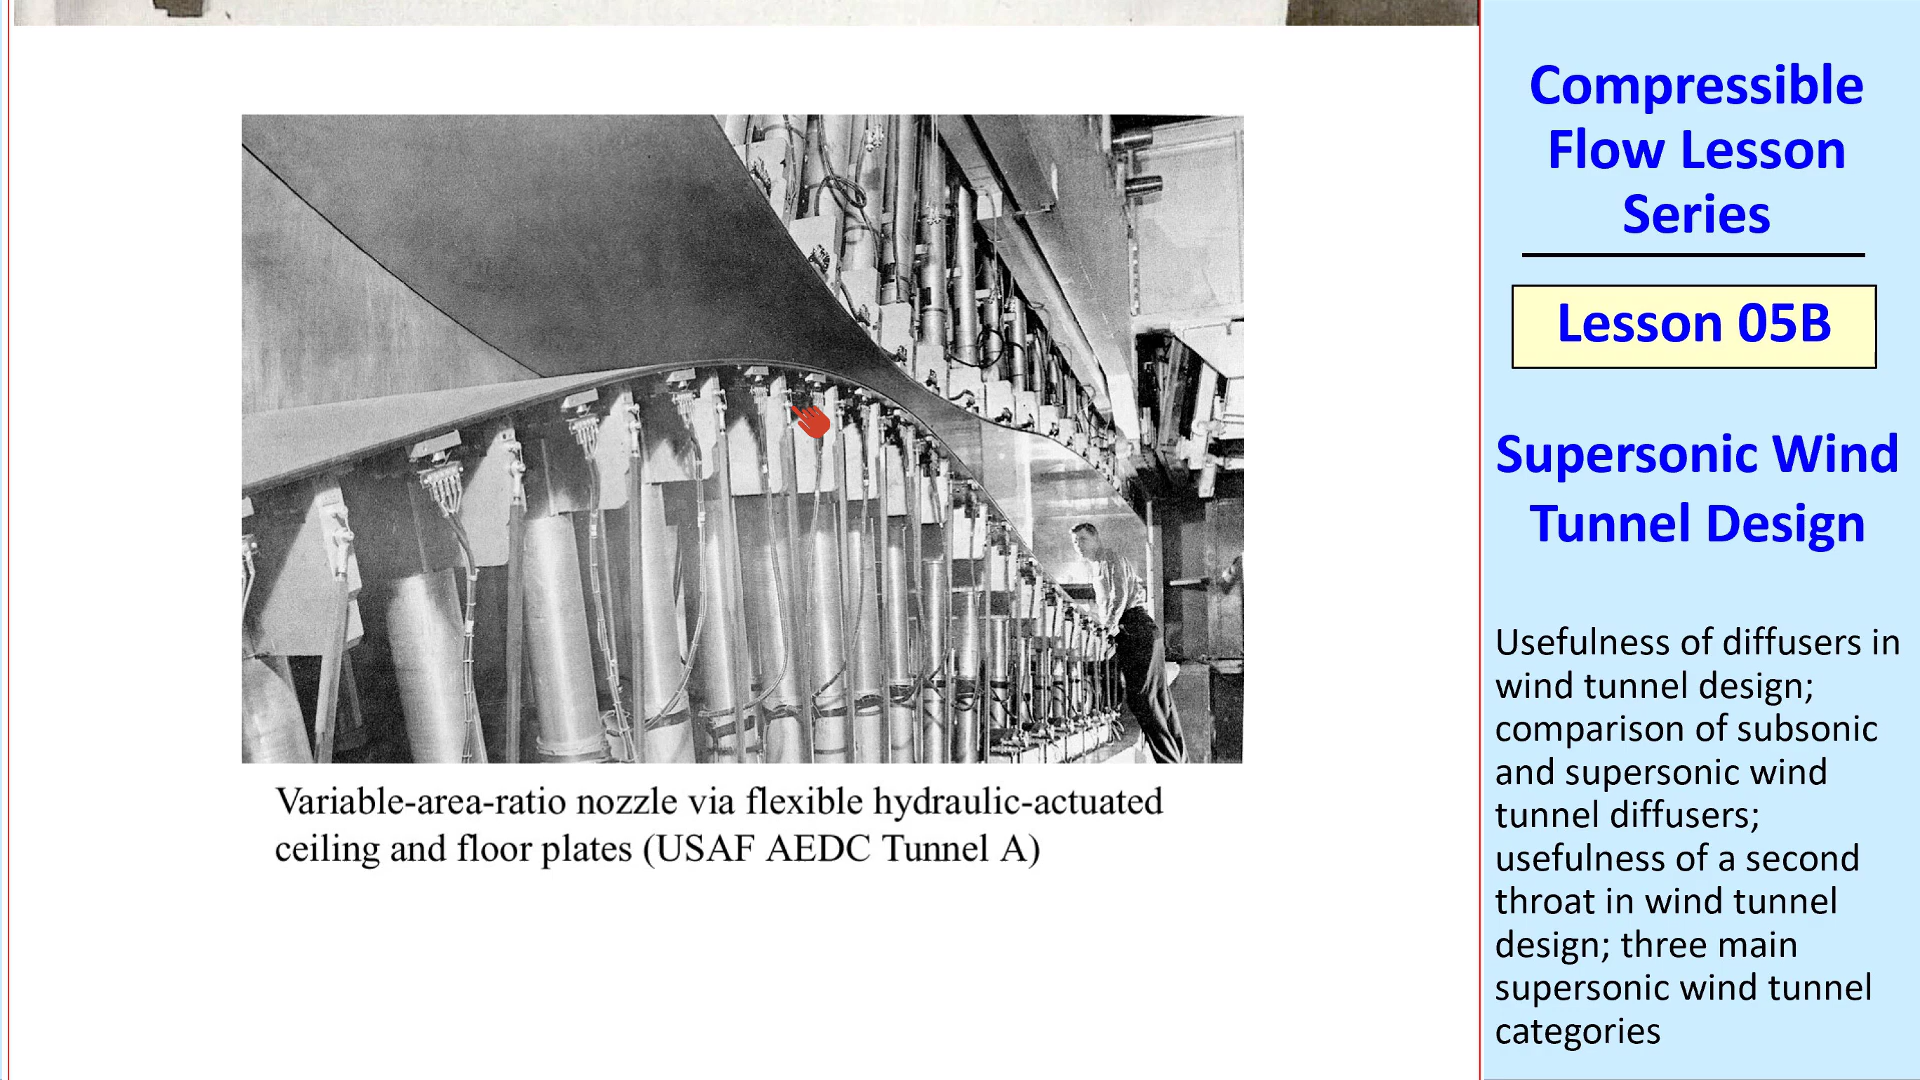 Variable-area-ratio nozzle via flexible hydraulic-actuated
ceiling and floor plates (USAF AEDC Tunnel A)
Compressible
Flow Lesson
Series
Lesson 05B
Supersonic Wind
Tunnel Design
Usefulness of diffusers in
wind tunnel design;
comparison of subsonic
and supersonic wind
tunnel diffusers;
usefulness of a second
throat in wind tunnel
design; three main
supersonic wind tunnel
categories